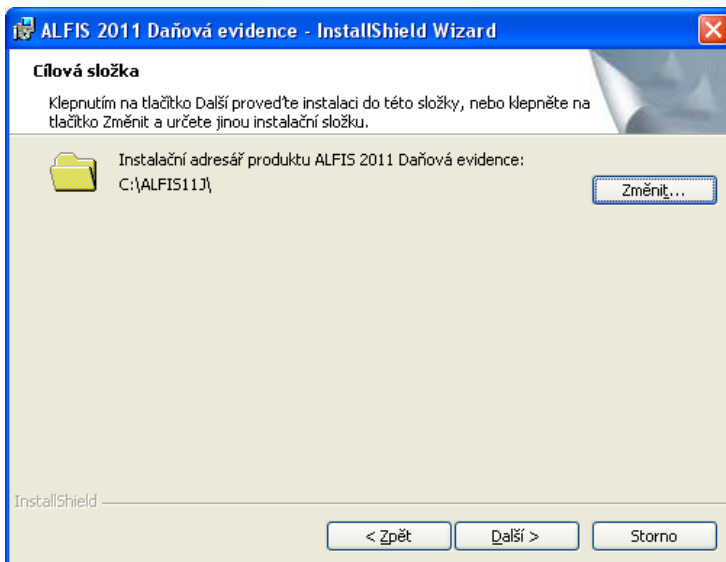 ALFIS 2011 Daňová evidence - InstallShield Wizard
Cílová složka
Klepnutím na tlačítko Další proveďte instalaci do této složky, nebo klepněte na
tlačítko Změnit a určete jinou instalační složku.
Instalační adresář produktu ALFIS 2011 Daňová evidence:
C:\ALFIS11J\
Změnit...
InstallShield
< Zpět
Další >
Storno